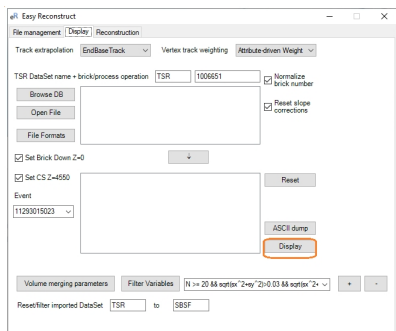 eR Easy Reconstruct
File management Display Reconstruction
Track extrapolation EndBaseTrack Vertex track weighting Attribute-driven Weight
TSR DataSet name + brick/process operation TSR 1006651 Normalize brick number
Browse DB
Open File
Reset slope corrections
File Formats
Set Brick Down Z=0
Set CS Z=4550
Reset
Event
11293015023
ASCII dump
Display
Volume merging parameters Filter Variables N >= 20 && sqrt(sx^2+sy^2)>0.03 && sqrt(sx^2+ + -
Reset/filter imported DataSet TSR to SBSF